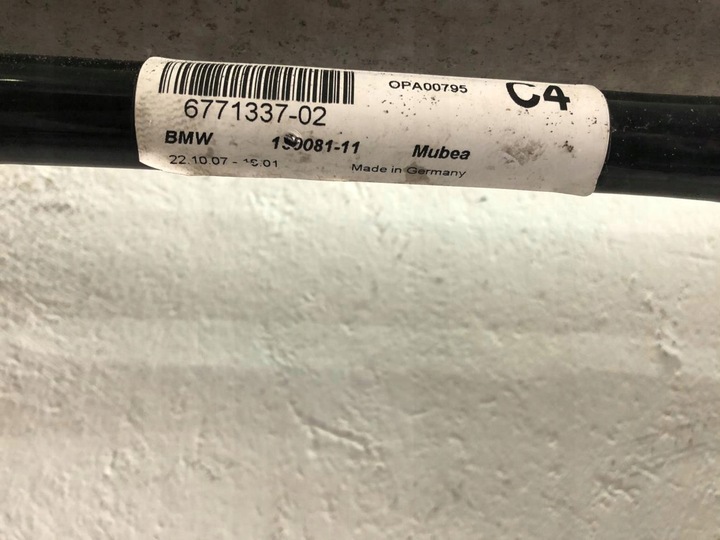 OPA00795
C4
6771337-02
BMW Mubea
22.10.07
Made in Germany